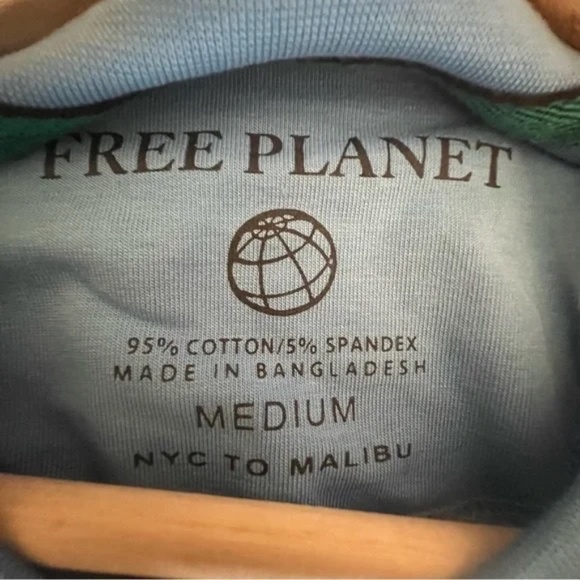 FREE PLANET
95% COTTON/5% SPANDEX
MADE IN BANGLADESH
MEDIUM
NYC TO MALIBU